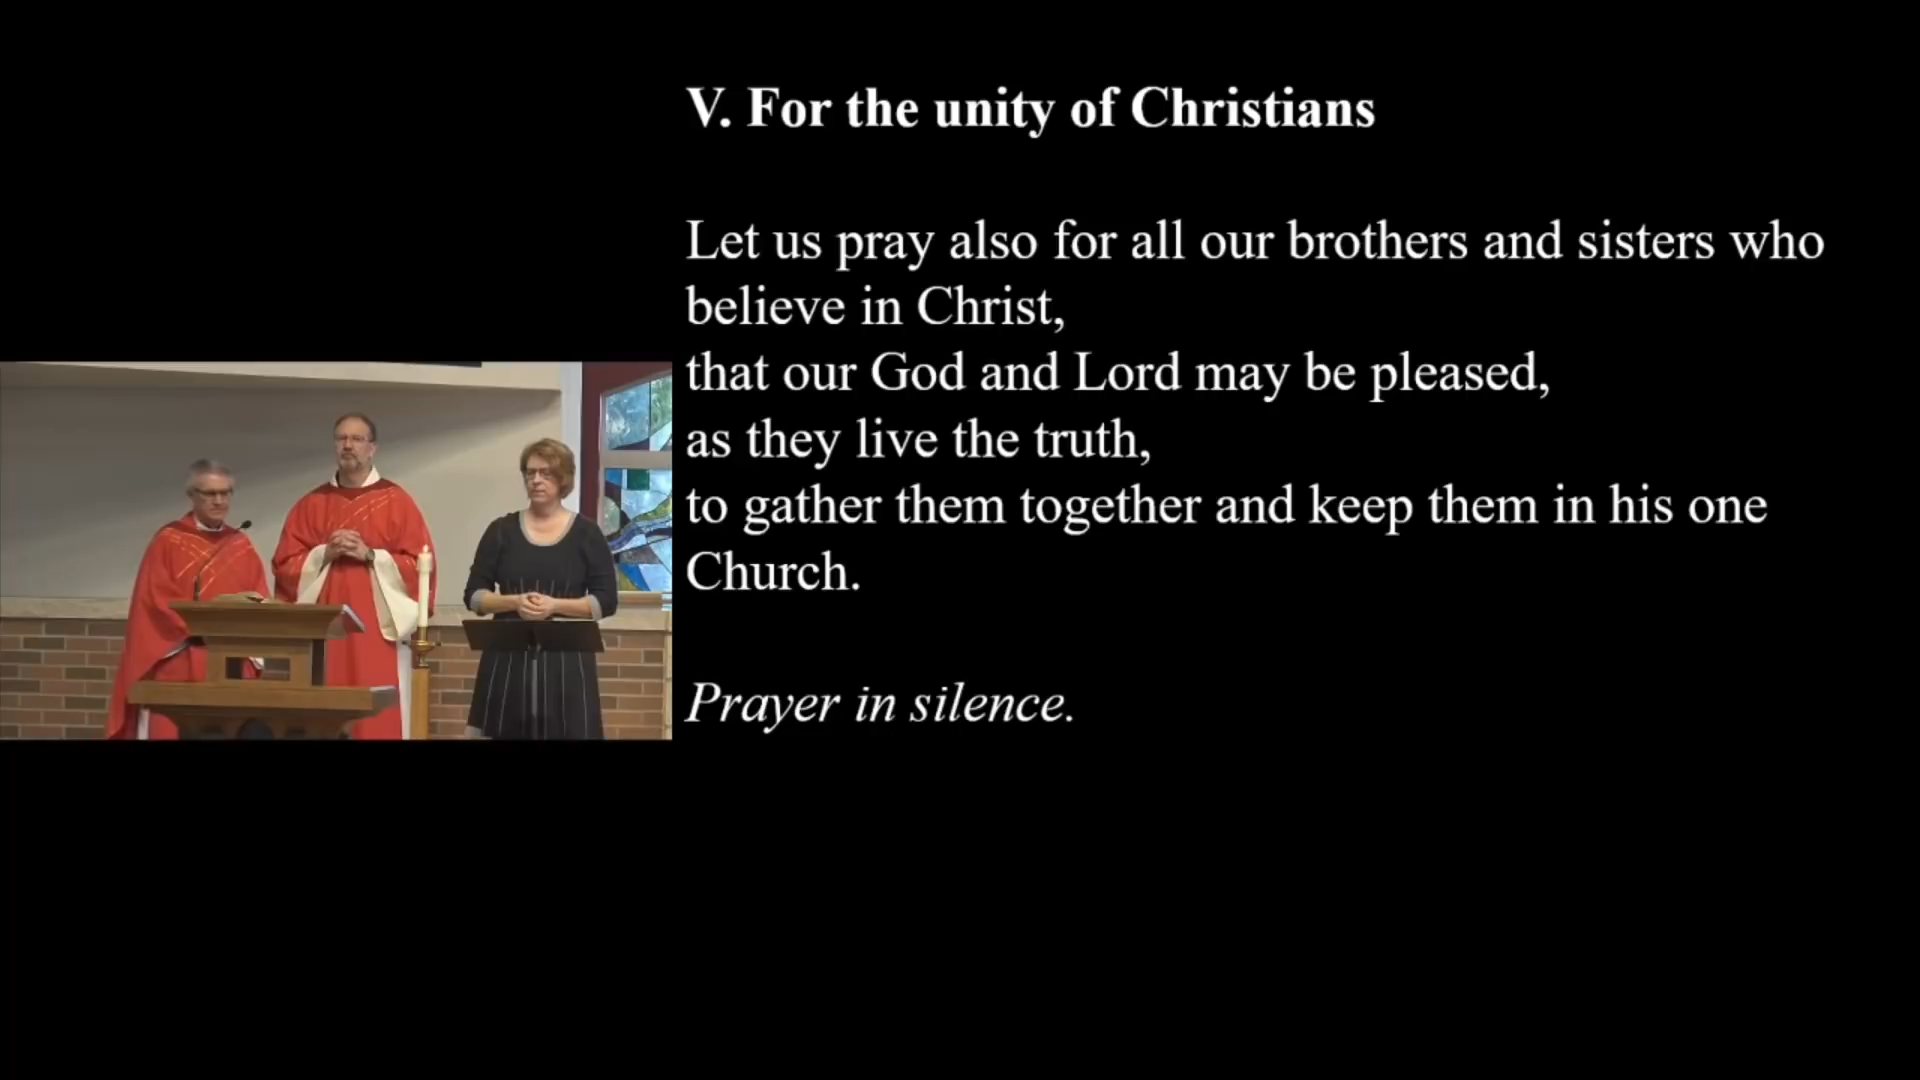 V. For the unity of Christians
Let us pray also for all our brothers and sisters who
believe in Christ,
that our God and Lord may be pleased,
as they live the truth,
to gather them together and keep them in his one
Church.
Prayer in silence.